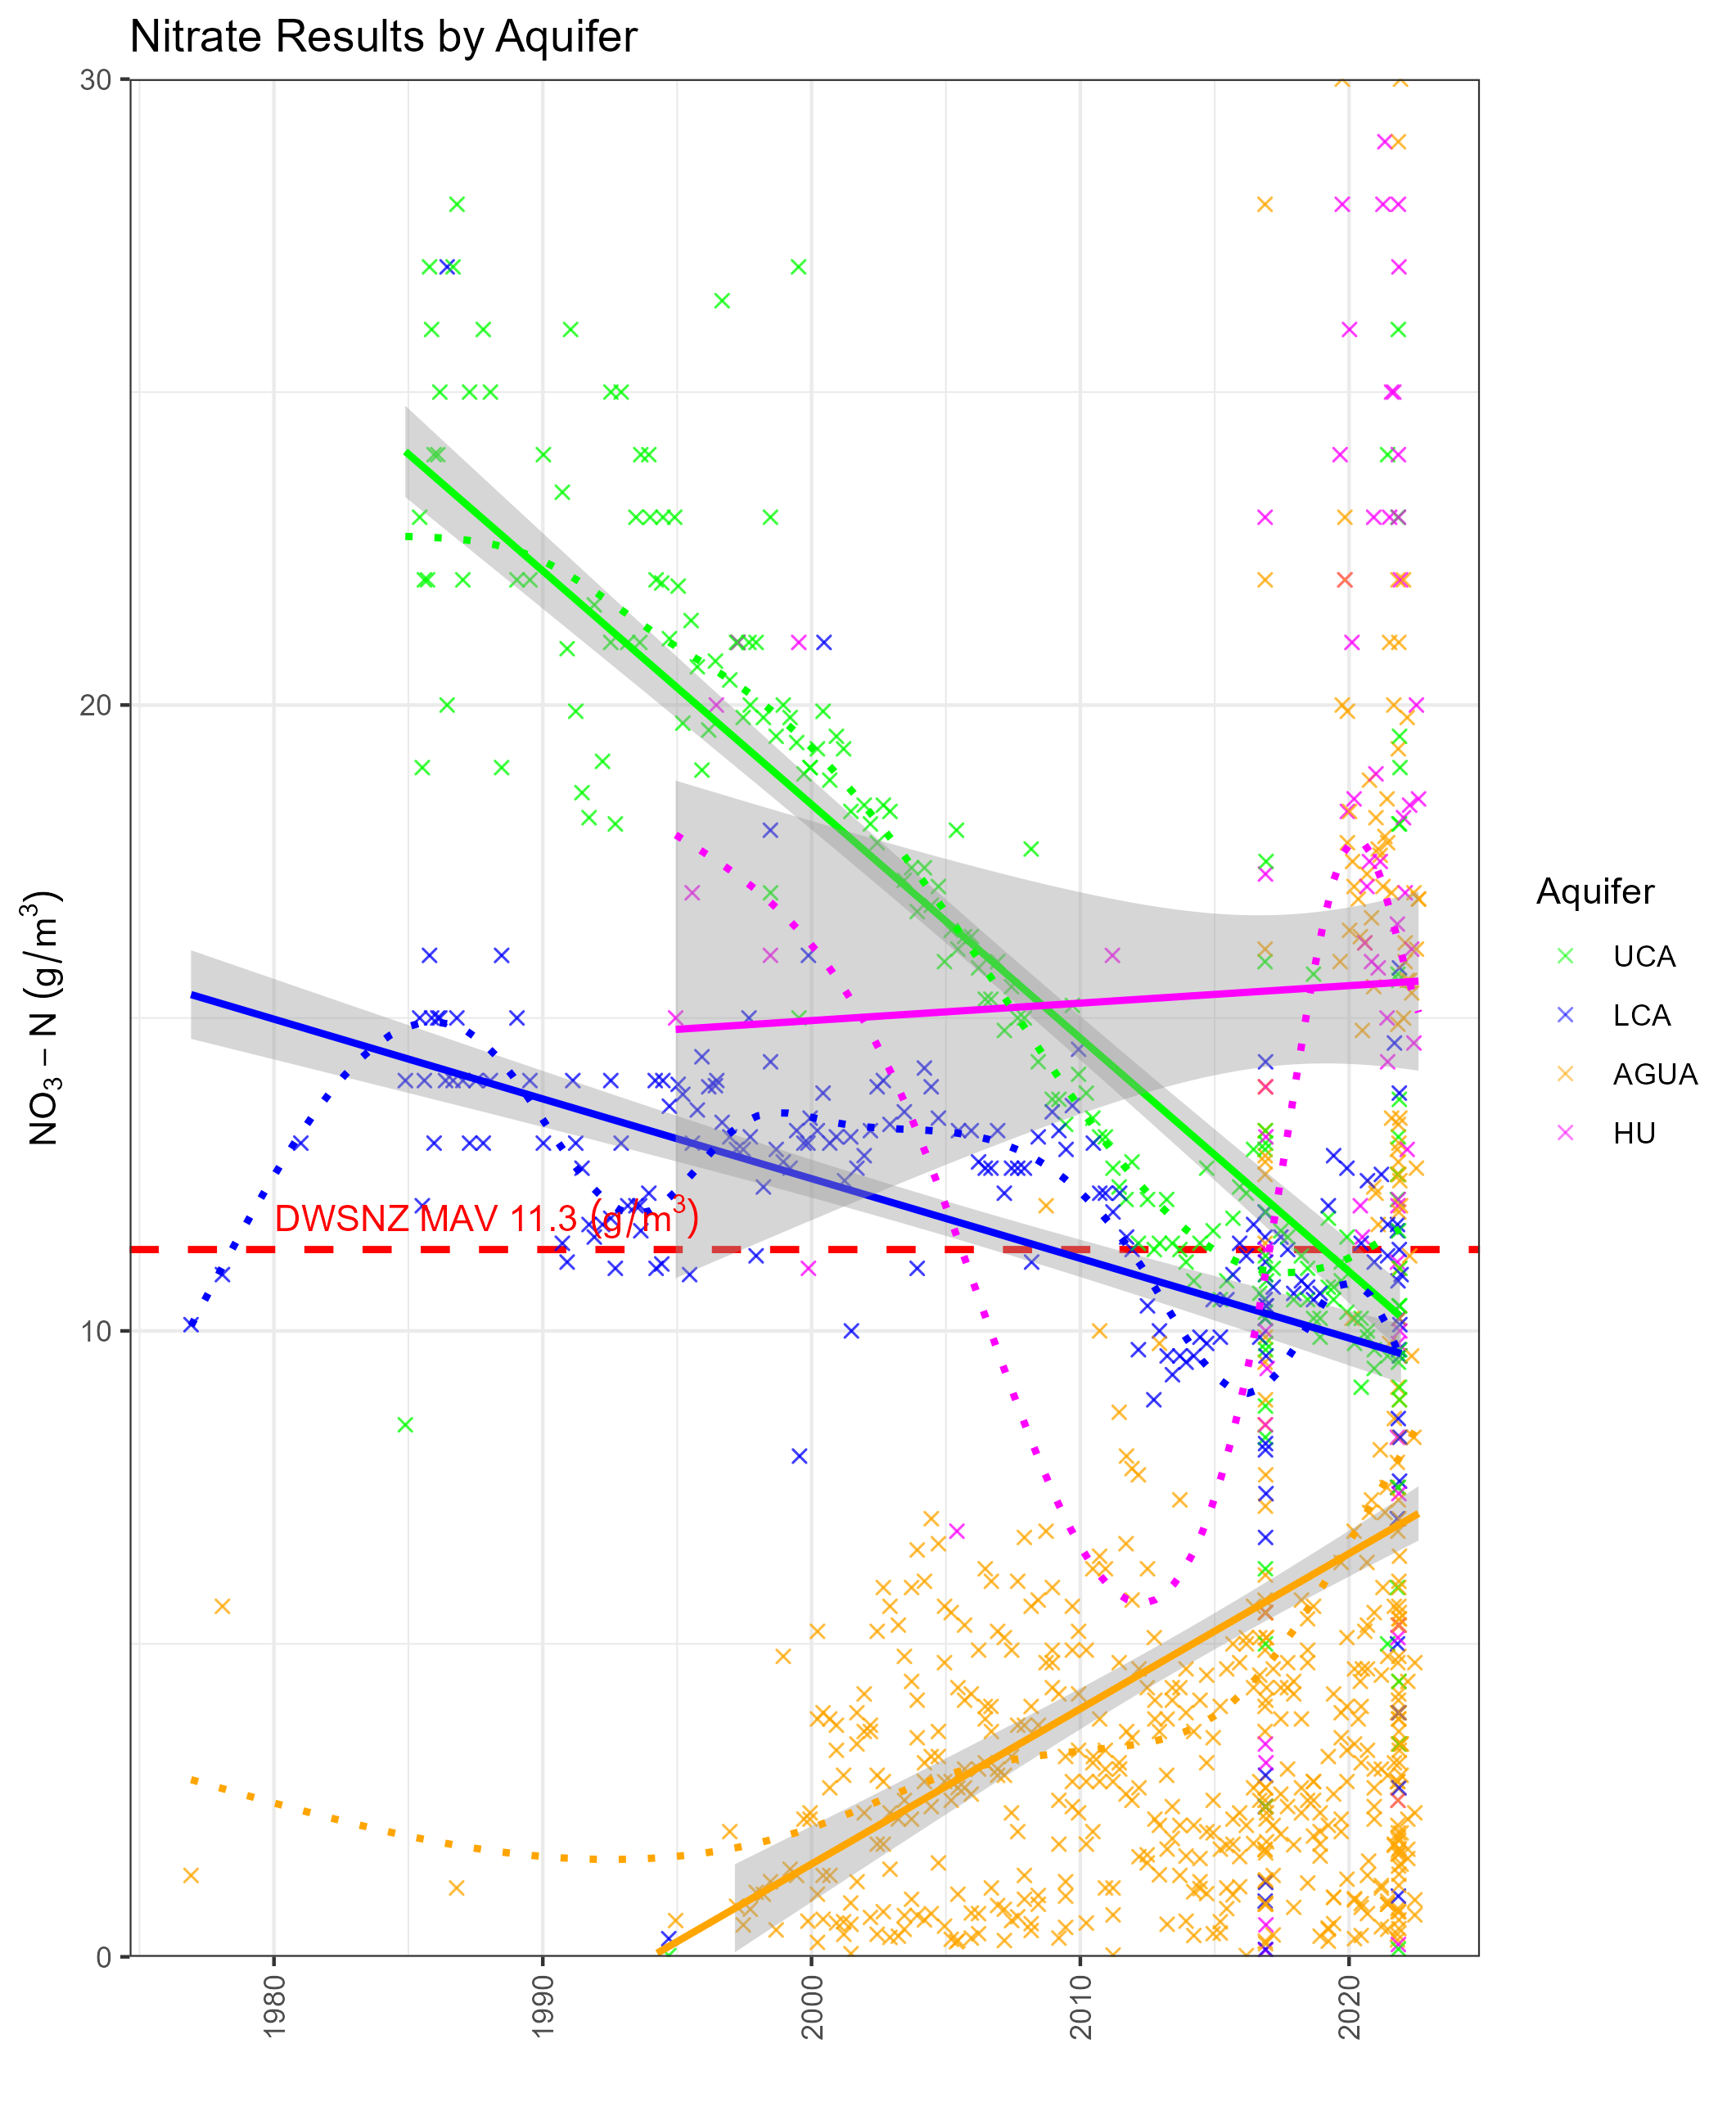 Nitrate Results by Aquifer
NO₃ – N (g/m³)
30
20
10
0
DWSNZ MAV 11.3 (g/m³)
1980
1990
2000
2010
2020
Aquifer
UCA
LCA
AGUA
HU